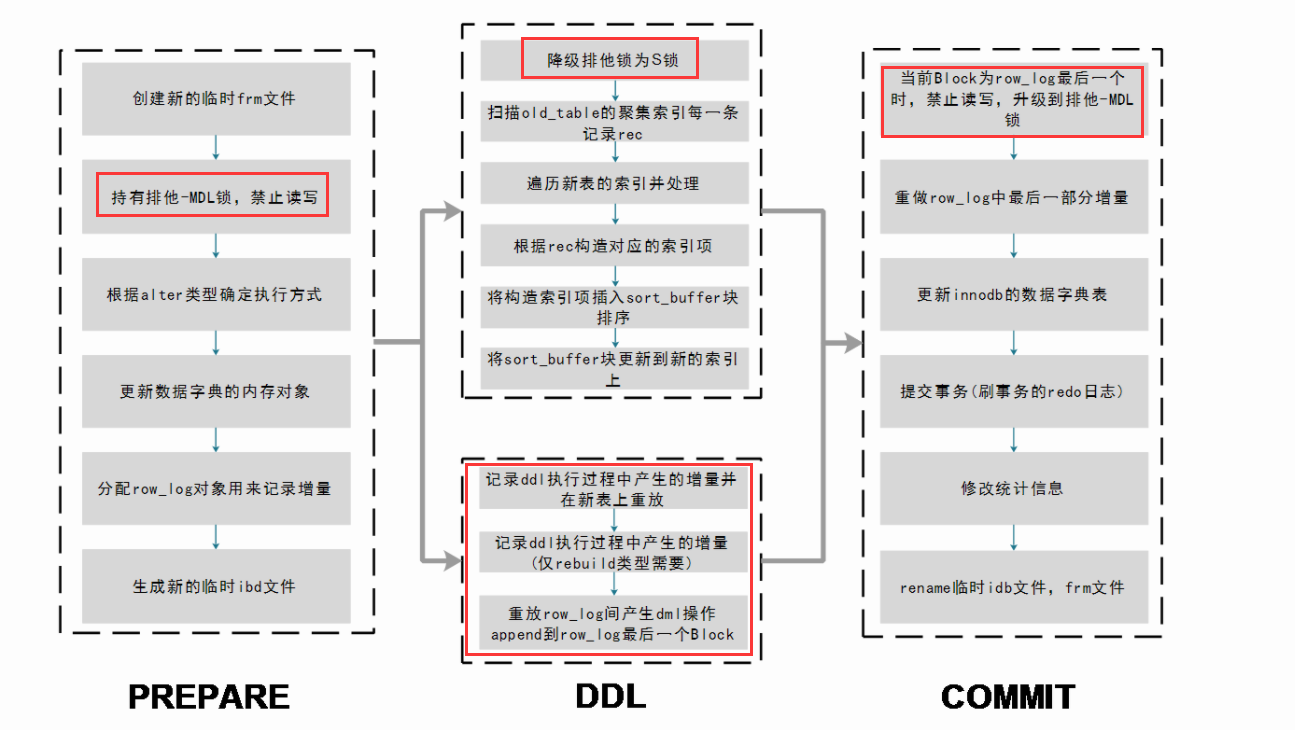 创建新的临时frm文件
持有排他-MDL锁，禁止读写
根据alter类型确定执行方式
更新数据字典的内存对象
分配row_log对象用来记录增量
生成新的临时ibd文件
PREPARE
降级排他锁为S锁
扫描old_table的聚集索引每一条
记录rec
遍历新表的索引并处理
根据rec构造对应的索引项
将构造索引项插入sort_buffer块
排序
将sort_buffer块更新到新的索引
上
记录ddl执行过程中产生的增量并
在新表上重放
记录ddl执行过程中产生的增量
(仅rebuild类型需要)
重放row_log间产生dml操作
append到row_log最后一个Block
DDL
当前Block为row_log最后一个
时，禁止读写，升级到排他-MDL
锁
重做row_log中最后一部分增量
更新innodb的数据字典表
提交事务(刷事务的redo日志)
修改统计信息
rename临时idb文件，frm文件
COMMIT